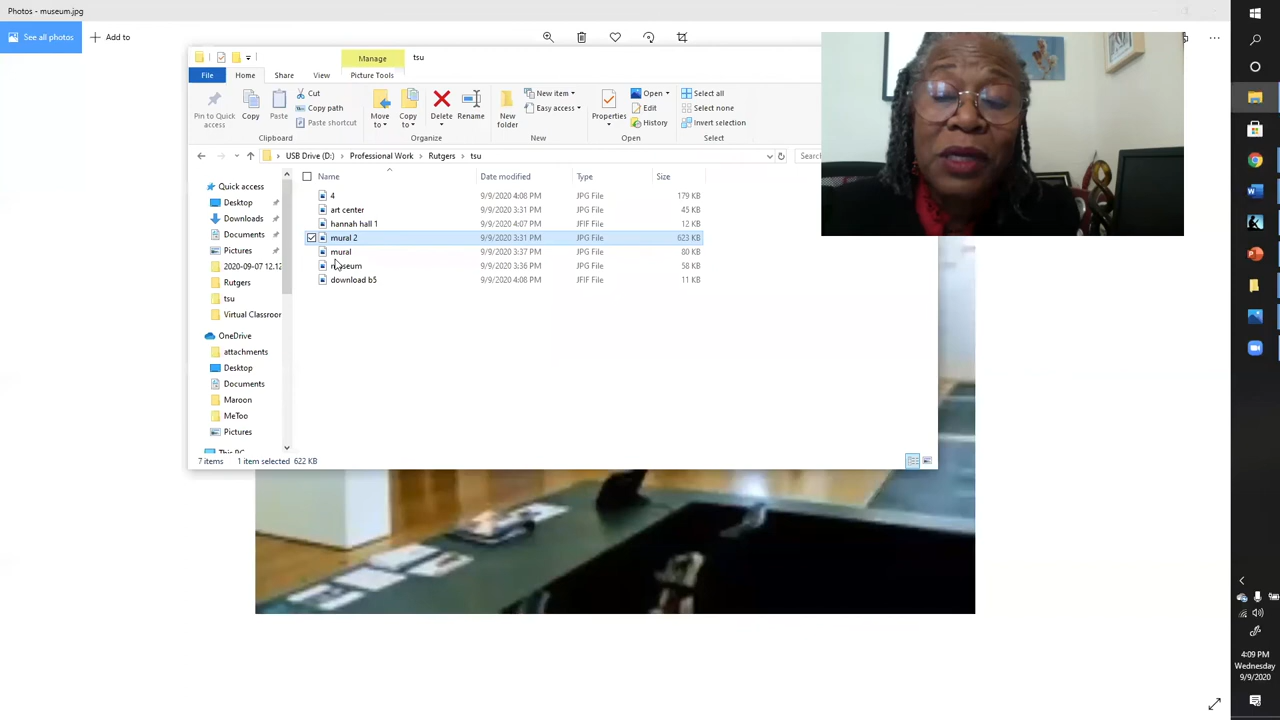 Photos - museum.jpg
See all photos
Add to
Manage
tsu
File
Home
Share
View
Picture Tools
Pin to Quick access
Copy
Paste
Cut
Copy path
Paste shortcut
Clipboard
Move to
Copy to
Delete
Rename
Organize
New folder
New item
Easy access
New
Properties
Open
Edit
History
Open
Select all
Select none
Invert selection
Select
USB Drive (D:) > Professional Work > Rutgers > tsu
Name Date modified Type Size
4 9/9/2020 4:08 PM JPG File 179 KB
art center 9/9/2020 3:31 PM JPG File 45 KB
hannah hall 1 9/9/2020 4:07 PM JFIF File 12 KB
mural 2 9/9/2020 3:31 PM JPG File 623 KB
mural 9/9/2020 3:37 PM JPG File 80 KB
museum 9/9/2020 3:36 PM JPG File 58 KB
download b5 9/9/2020 4:08 PM JFIF File 11 KB
Quick access
Desktop
Downloads
Documents
Pictures
2020-09-07 12.12
Rutgers
tsu
Virtual Classroom
OneDrive
attachments
Desktop
Documents
Maroon
MeToo
Pictures
7 items 1 item selected 622 KB
4:09 PM
Wednesday
9/9/2020